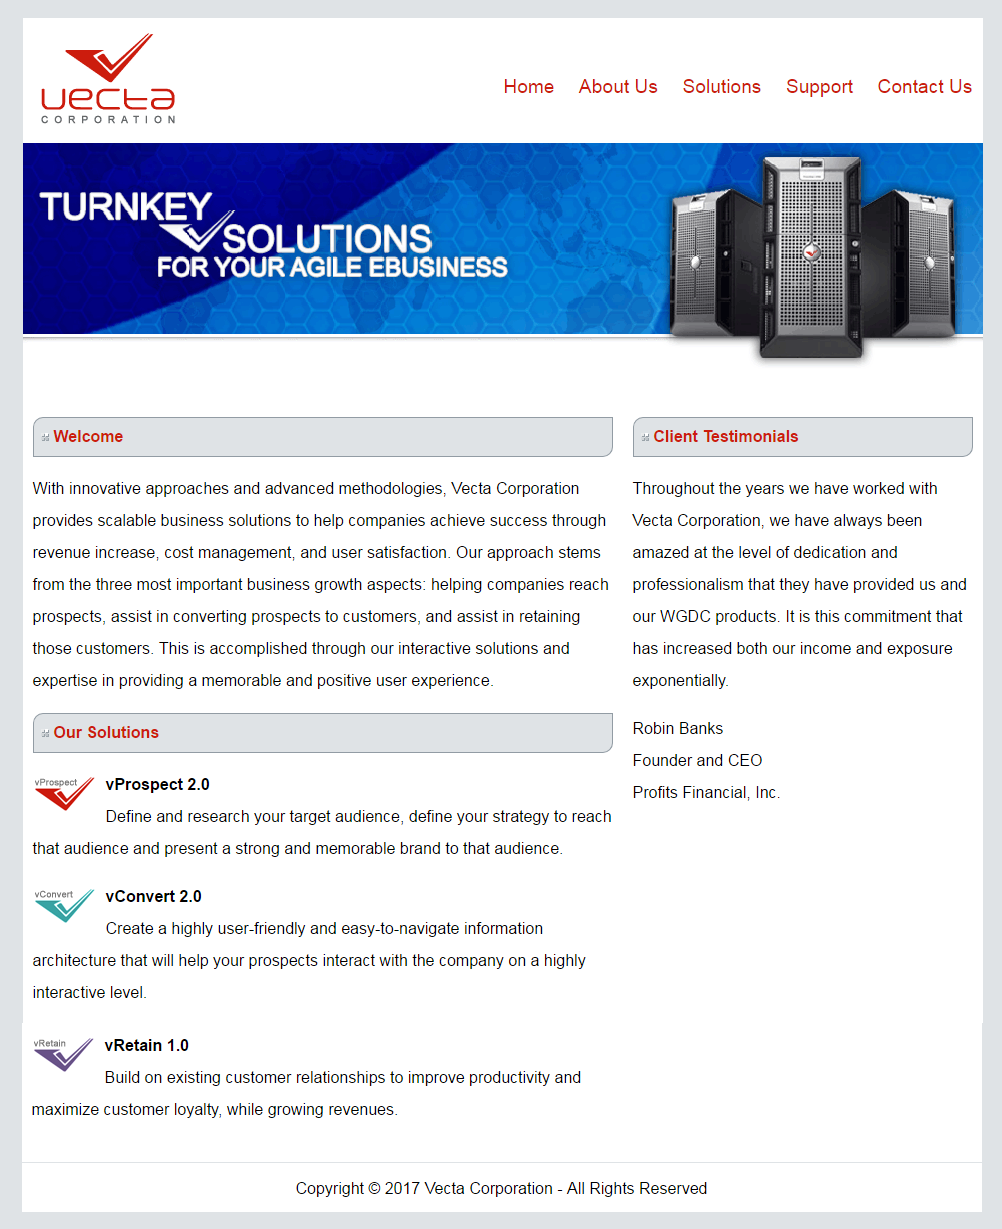 vecta
CORPORATION
Home About Us Solutions Support Contact Us
TURNKEY
SOLUTIONS
FOR YOUR AGILE EBUSINESS
Welcome
With innovative approaches and advanced methodologies, Vecta Corporation
provides scalable business solutions to help companies achieve success through
revenue increase, cost management, and user satisfaction. Our approach stems
from the three most important business growth aspects: helping companies reach
prospects, assist in converting prospects to customers, and assist in retaining
those customers. This is accomplished through our interactive solutions and
expertise in providing a memorable and positive user experience.
Our Solutions
vProspect
vProspect 2.0
Define and research your target audience, define your strategy to reach
that audience and present a strong and memorable brand to that audience.
vConvert
vConvert 2.0
Create a highly user-friendly and easy-to-navigate information
architecture that will help your prospects interact with the company on a highly
interactive level.
vRetain
vRetain 1.0
Build on existing customer relationships to improve productivity and
maximize customer loyalty, while growing revenues.
Client Testimonials
Throughout the years we have worked with
Vecta Corporation, we have always been
amazed at the level of dedication and
professionalism that they have provided us and
our WGDC products. It is this commitment that
has increased both our income and exposure
exponentially.
Robin Banks
Founder and CEO
Profits Financial, Inc.
Copyright © 2017 Vecta Corporation - All Rights Reserved